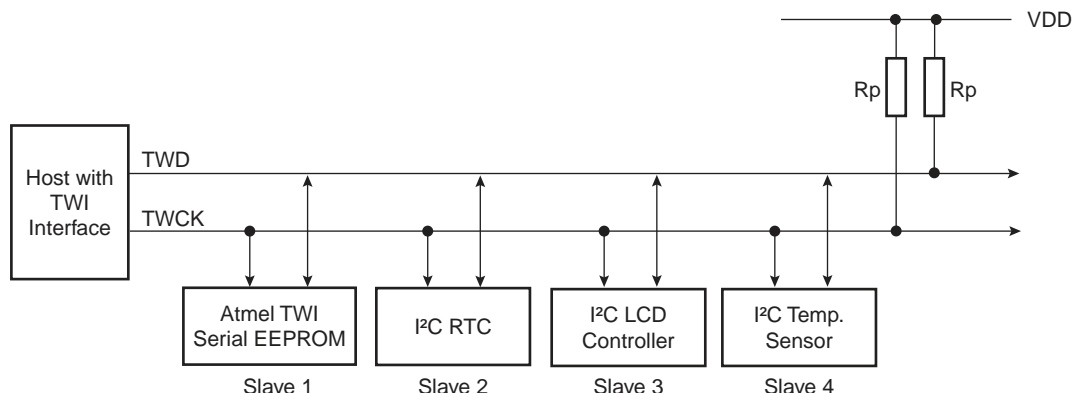 VDD
Rp
Rp
Host with
TWI
Interface
TWD
TWCK
Atmel TWI
Serial EEPROM
I²C RTC
I²C LCD
Controller
I²C Temp.
Sensor
Slave 1
Slave 2
Slave 3
Slave 4